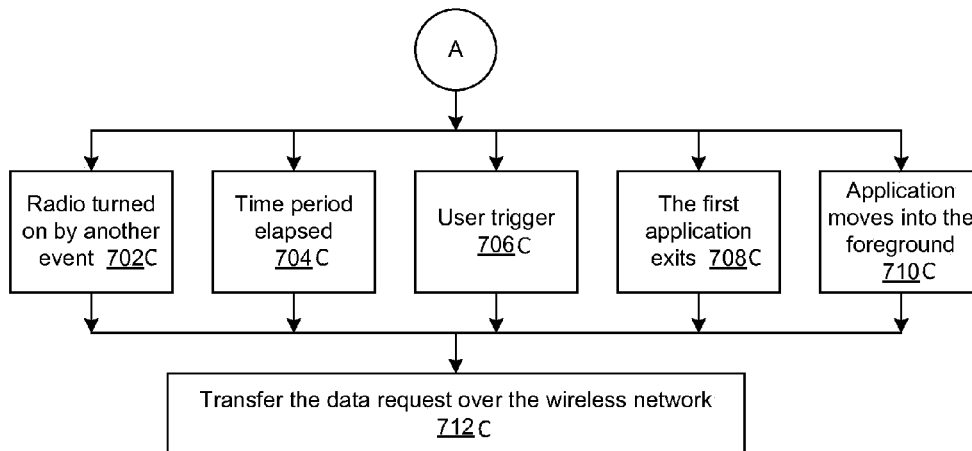 A
Radio turned
on by another
event 702C
Time period
elapsed
704C
User trigger
706C
The first
application
exits 708C
Application
moves into the
foreground
710C
Transfer the data request over the wireless network
712C